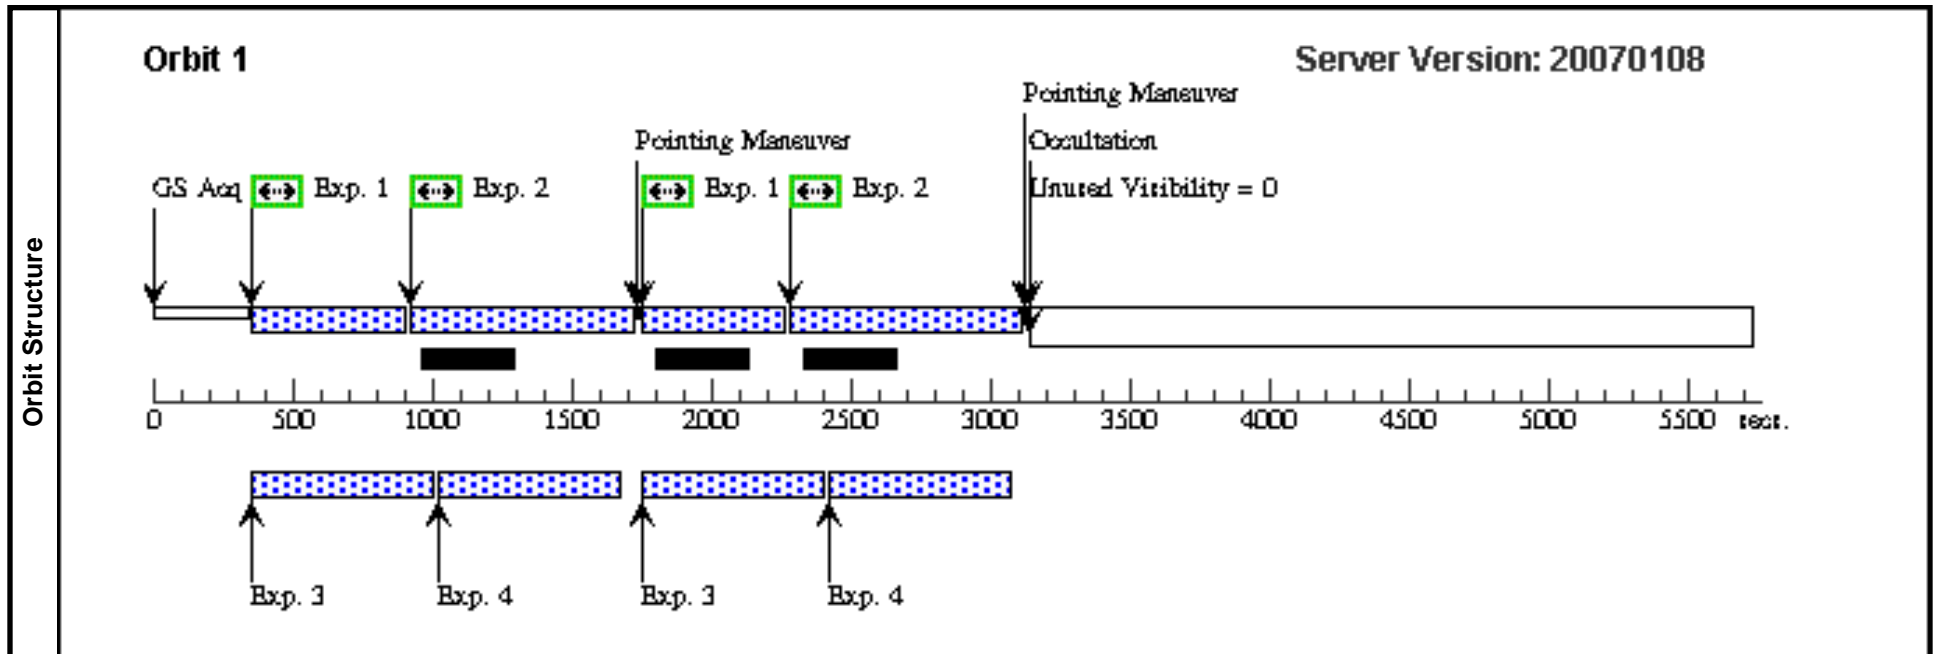 Orbit Structure
Orbit 1
Server Version: 20070108
Pointing Maneuver
Pointing Maneuver
Occultation
GS Acq
Exp. 1
Exp. 2
Exp. 1
Exp. 2
Unused Visibility = 0
0 500 1000 1500 2000 2500 3000 3500 4000 4500 5000 5500 secs.
Exp. 3
Exp. 4
Exp. 3
Exp. 4